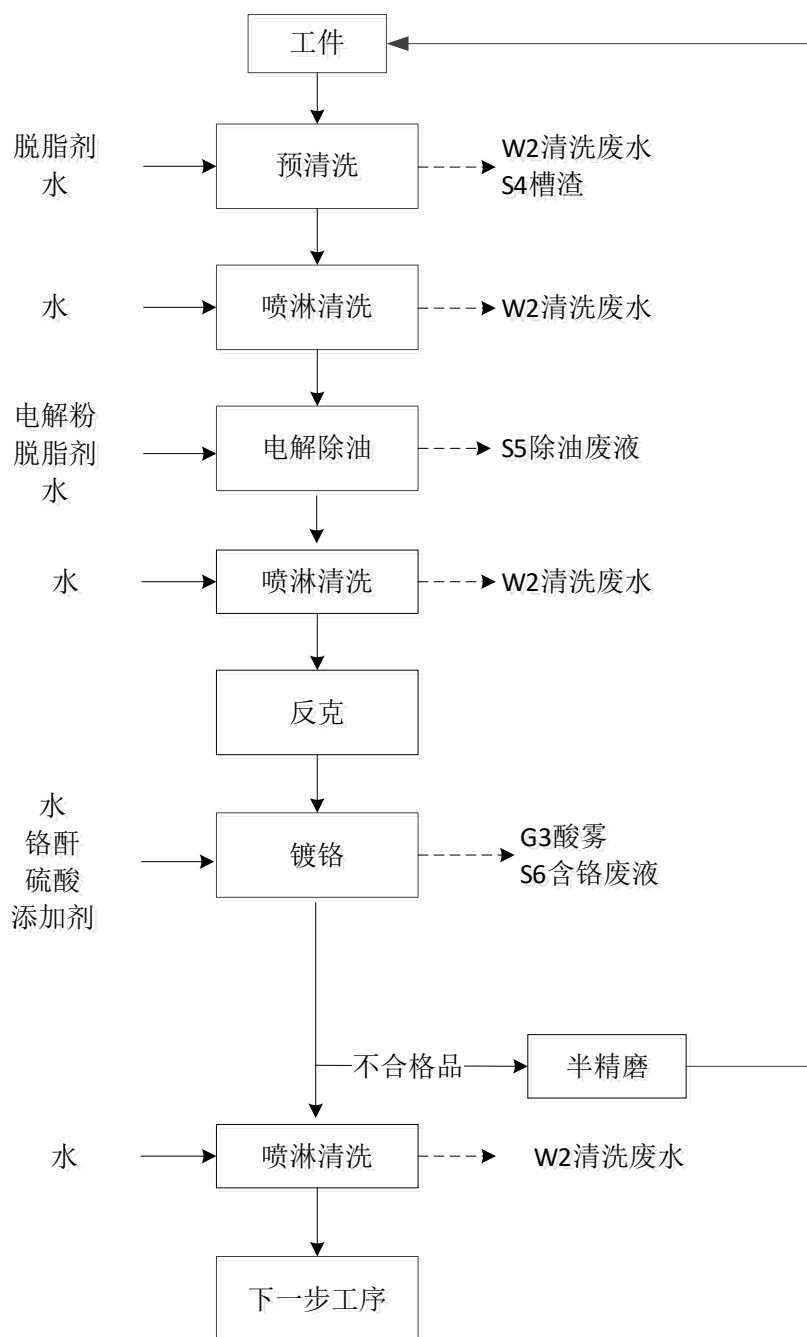 工件
脱脂剂
水
预清洗
W2清洗废水
S4槽渣
水
喷淋清洗
W2清洗废水
电解粉
脱脂剂
水
电解除油
S5除油废液
水
喷淋清洗
W2清洗废水
反克
水
铬酐
硫酸
添加剂
镀铬
G3酸雾
S6含铬废液
不合格品
半精磨
水
喷淋清洗
W2清洗废水
下一步工序